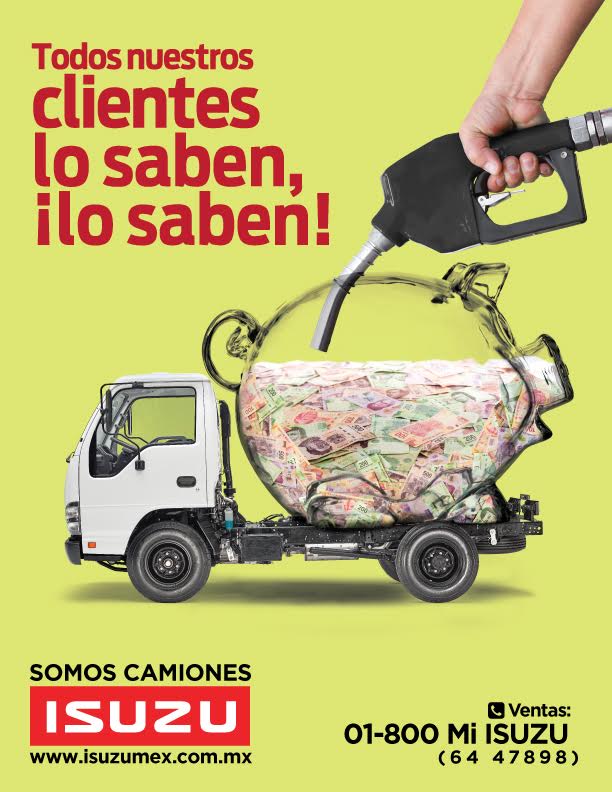 Todos nuestros
clientes
lo saben,
¡lo saben!
SOMOS CAMIONES
ISUZU
www.isuzumex.com.mx
Ventas:
01-800 Mi ISUZU
(64 47898)